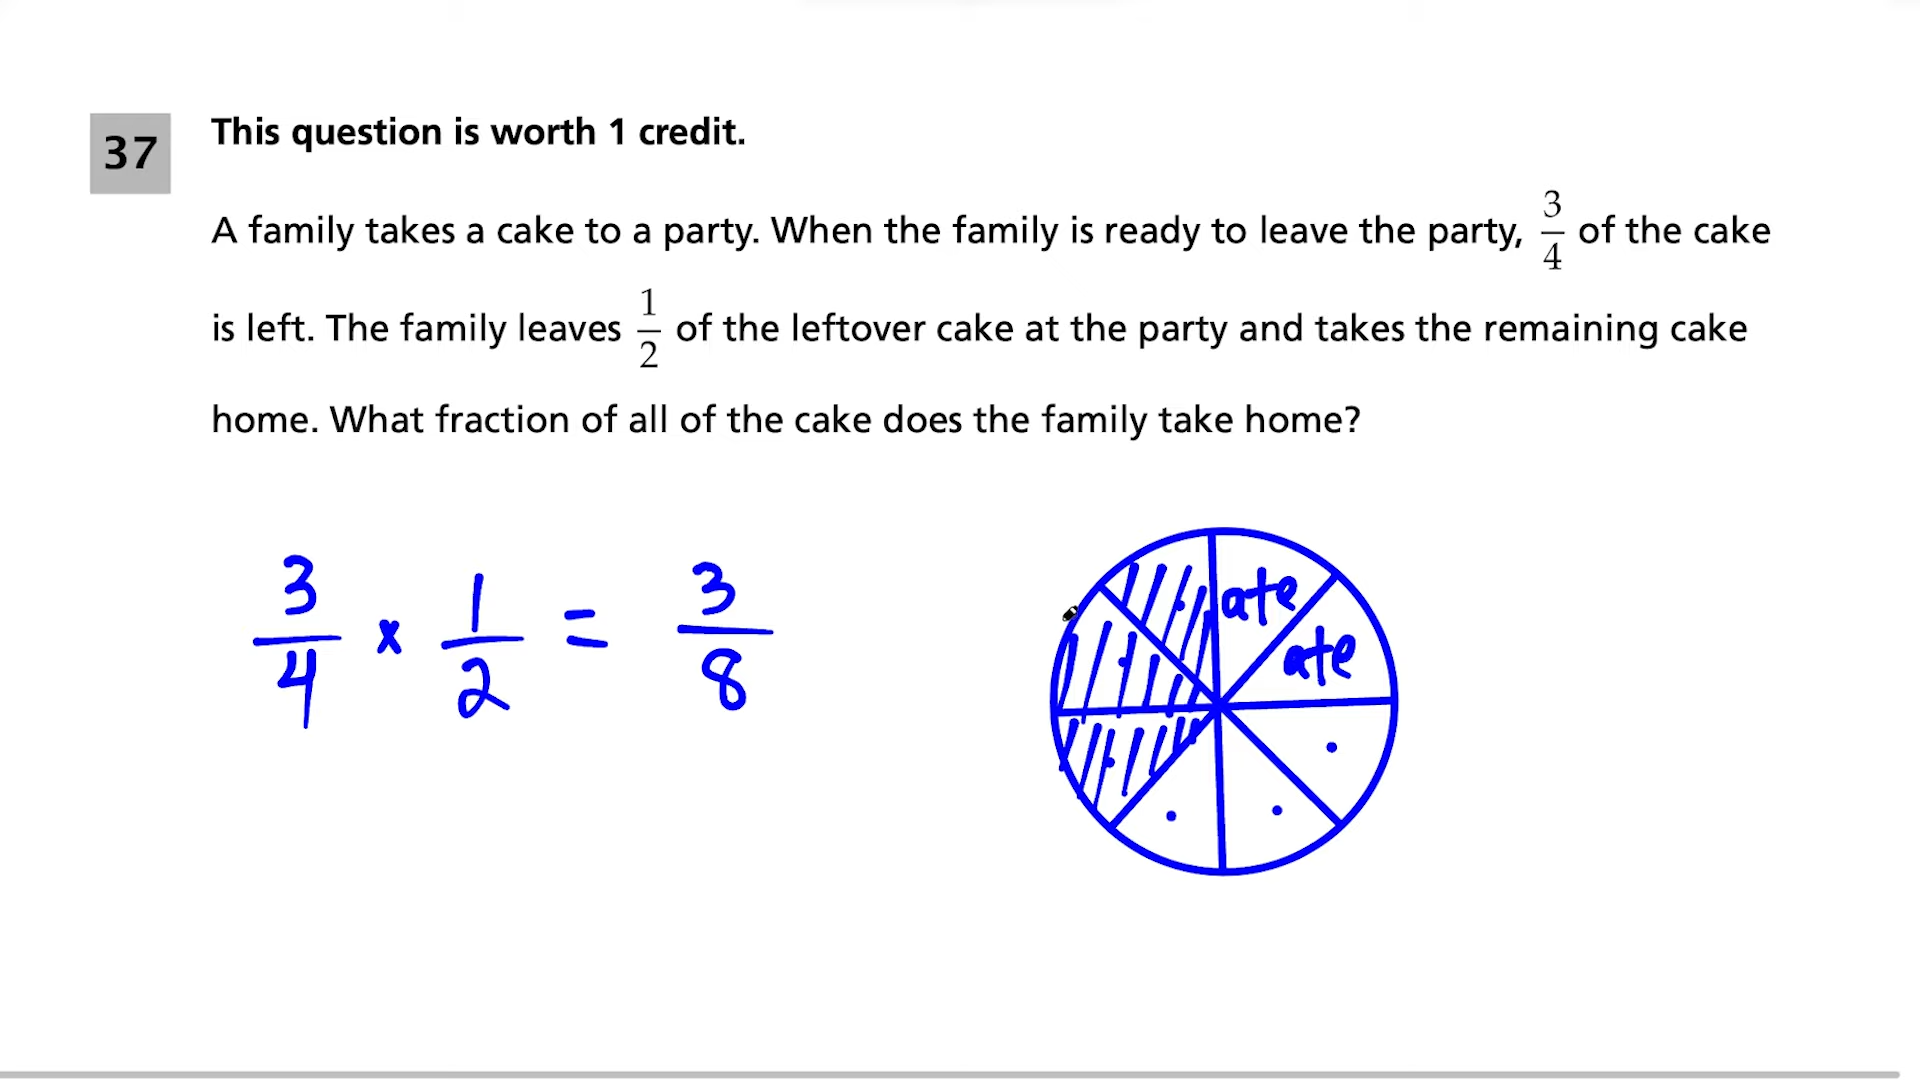 37
This question is worth 1 credit.
A family takes a cake to a party. When the family is ready to leave the party, 3/4 of the cake
is left. The family leaves 1/2 of the leftover cake at the party and takes the remaining cake
home. What fraction of all of the cake does the family take home?
3/4 × 1/2 = 3/8
ate
ate